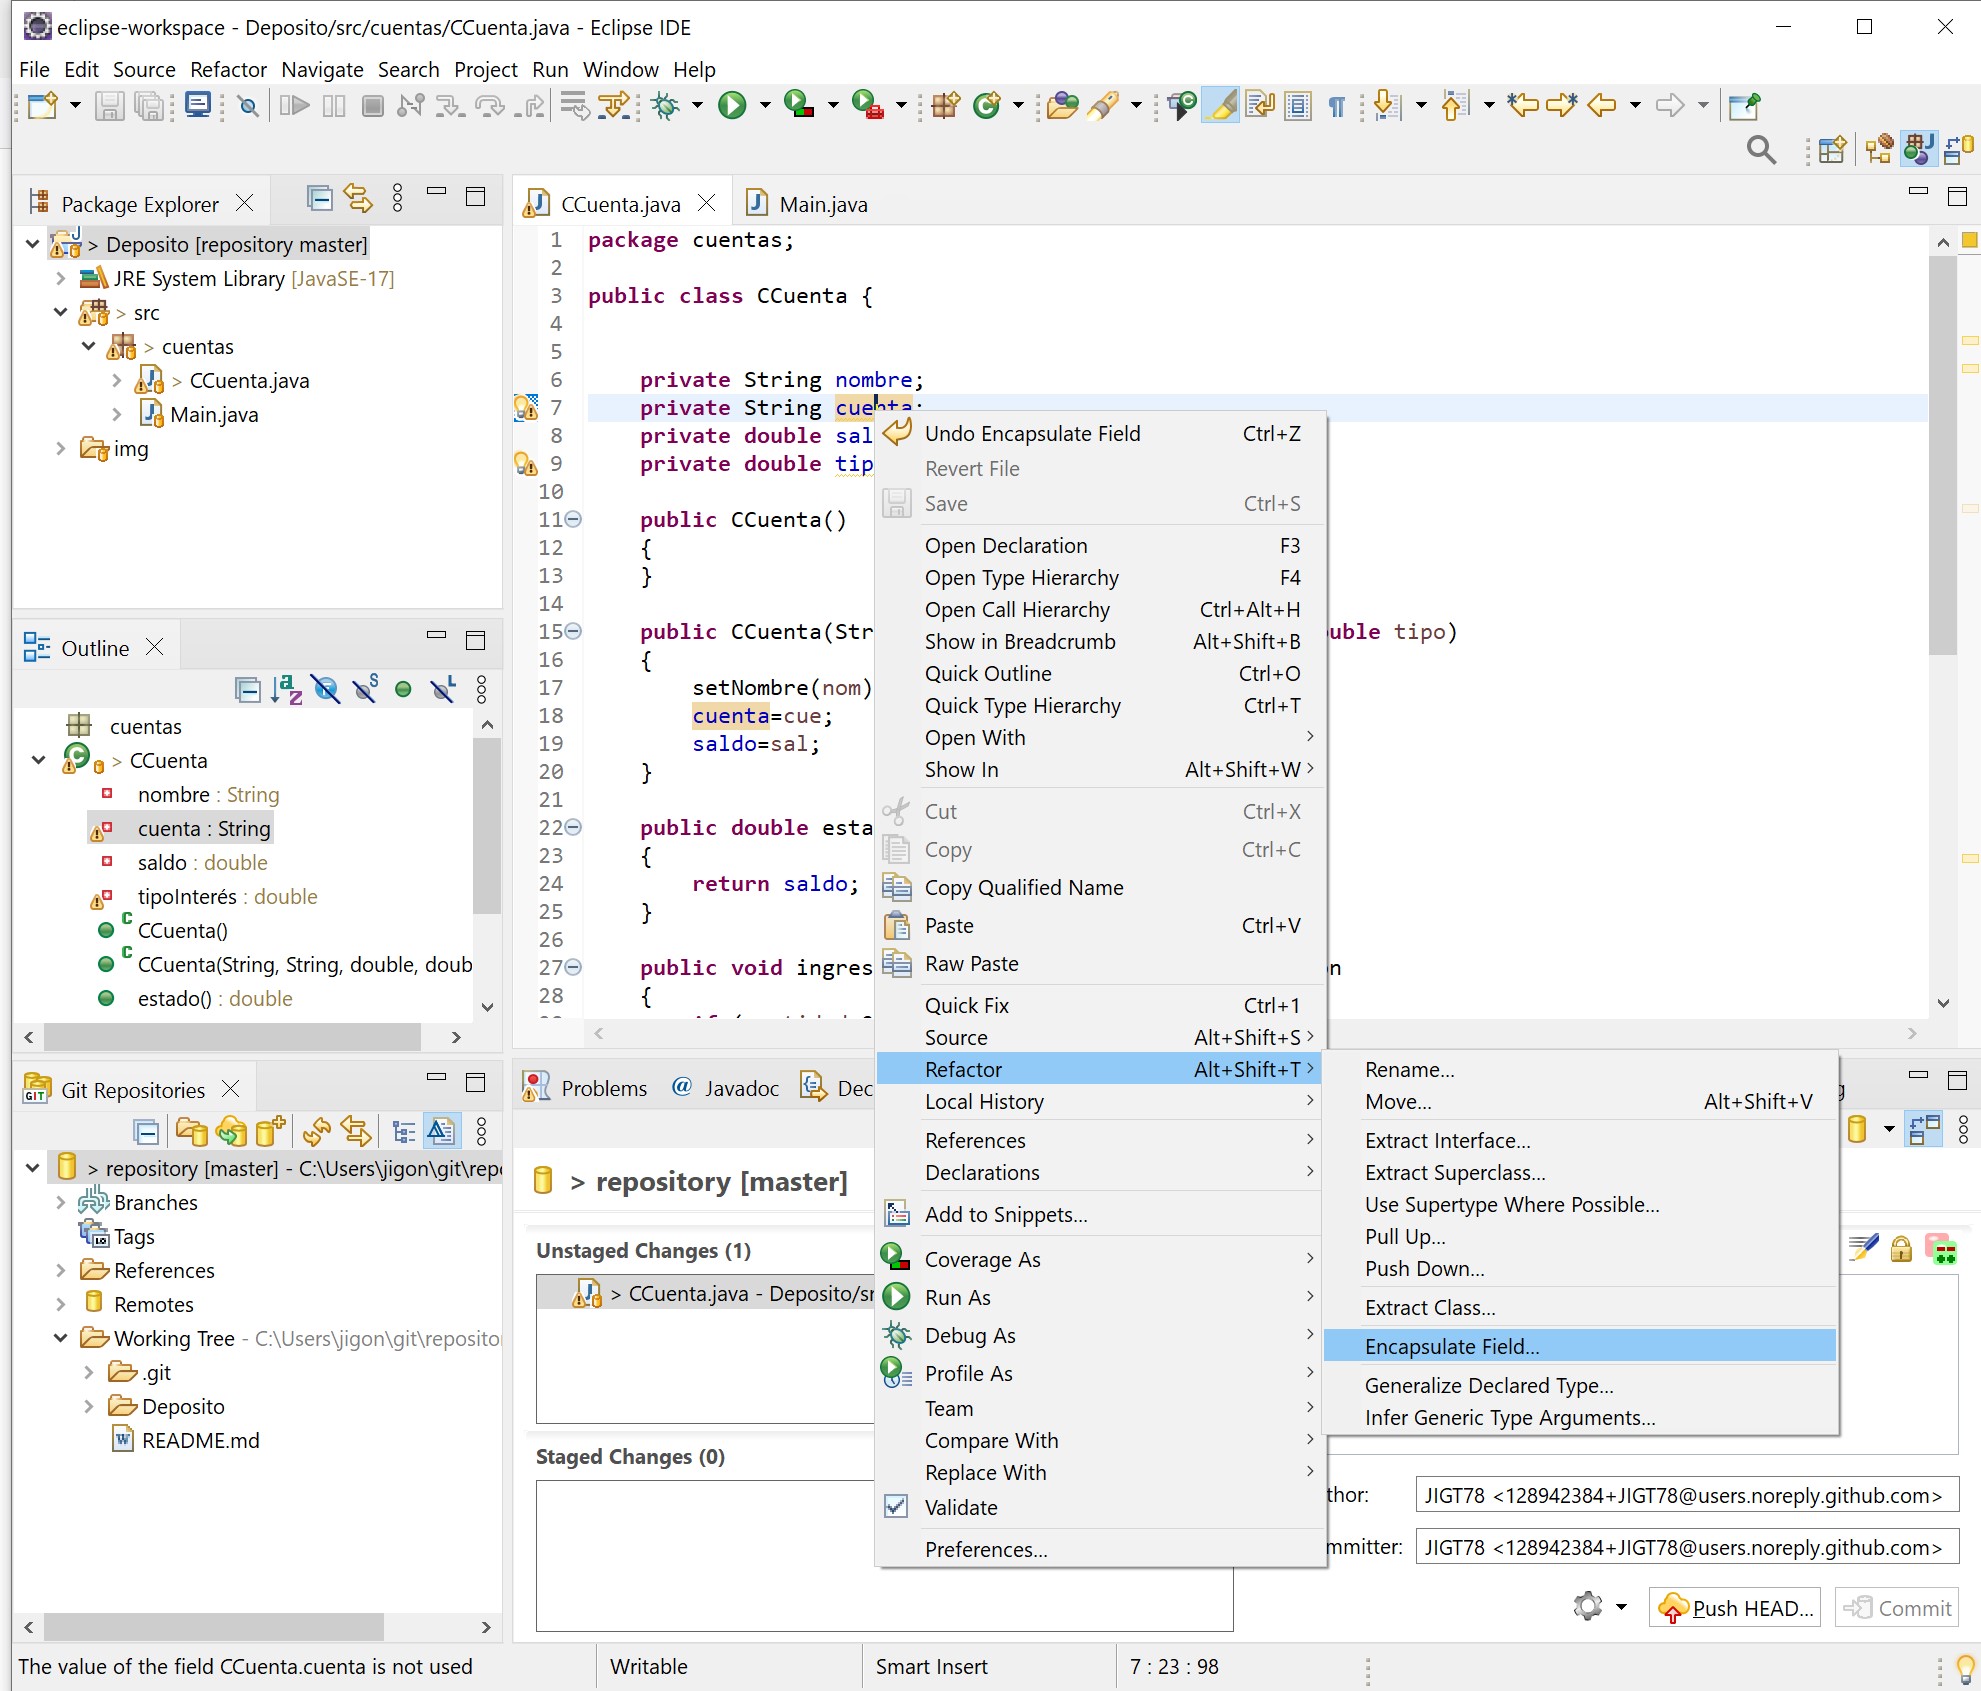 eclipse-workspace - Deposito/src/cuentas/CCuenta.java - Eclipse IDE
File Edit Source Refactor Navigate Search Project Run Window Help
Package Explorer
> Deposito [repository master]
JRE System Library [JavaSE-17]
> src
> cuentas
> CCuenta.java
Main.java
img
Outline
cuentas
> CCuenta
nombre : String
cuenta : String
saldo : double
tipoInterés : double
CCuenta()
CCuenta(String, String, double, doub
estado() : double
Git Repositories
> repository [master] - C:\Users\jigon\git\repo
Branches
Tags
References
Remotes
Working Tree - C:\Users\jigon\git\reposito
.git
Deposito
README.md
CCuenta.java
Main.java
1 package cuentas;
2
3 public class CCuenta {
4
5
6 private String nombre;
7 private String cuenta;
8 private double sal
9 private double tip
10
11 public CCuenta()
12 {
13 }
14
15 public CCuenta(Str uble tipo)
16 {
17 setNombre(nom)
18 cuenta=cue;
19 saldo=sal;
20 }
21
22 public double esta
23 {
24 return saldo;
25 }
26
27 public void ingres n
28 {
Undo Encapsulate Field Ctrl+Z
Revert File
Save Ctrl+S
Open Declaration F3
Open Type Hierarchy F4
Open Call Hierarchy Ctrl+Alt+H
Show in Breadcrumb Alt+Shift+B
Quick Outline Ctrl+O
Quick Type Hierarchy Ctrl+T
Open With
Show In Alt+Shift+W
Cut Ctrl+X
Copy Ctrl+C
Copy Qualified Name
Paste Ctrl+V
Raw Paste
Quick Fix Ctrl+1
Source Alt+Shift+S
Refactor Alt+Shift+T
Local History
References
Declarations
Add to Snippets...
Coverage As
Run As
Debug As
Profile As
Team
Compare With
Replace With
Validate
Preferences...
Rename...
Move... Alt+Shift+V
Extract Interface...
Extract Superclass...
Use Supertype Where Possible...
Pull Up...
Push Down...
Extract Class...
Encapsulate Field...
Generalize Declared Type...
Infer Generic Type Arguments...
Problems
Javadoc
Dec
> repository [master]
Unstaged Changes (1)
> CCuenta.java - Deposito/sr
Staged Changes (0)
thor: JIGT78 <128942384+JIGT78@users.noreply.github.com>
mmitter: JIGT78 <128942384+JIGT78@users.noreply.github.com>
Push HEAD...
Commit
The value of the field CCuenta.cuenta is not used
Writable
Smart Insert
7 : 23 : 98